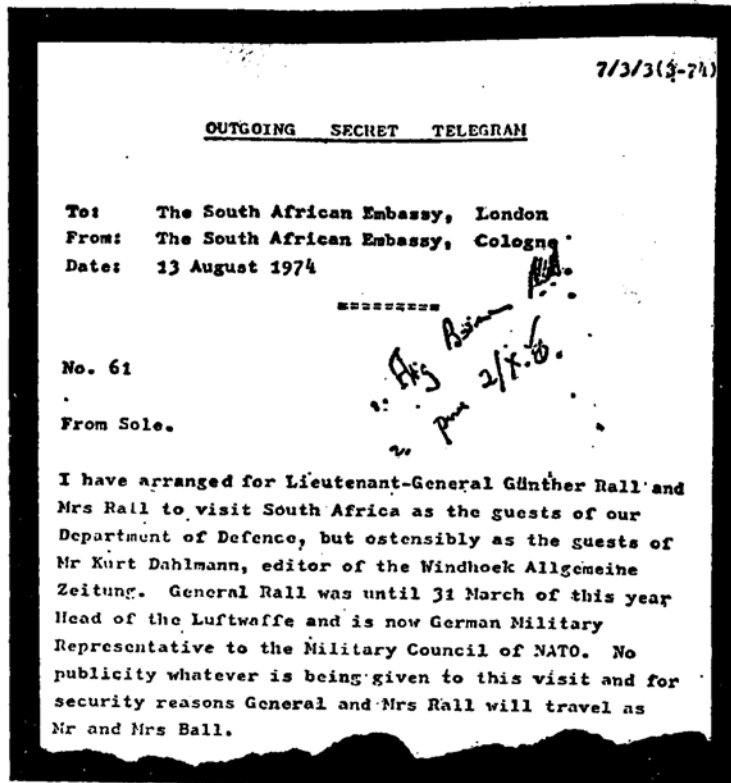 7/3/3(3-74)
OUTGOING SECRET TELEGRAM
To: The South African Embassy, London
From: The South African Embassy, Cologne
Date: 13 August 1974
=========
No. 61
From Sole.
I have arranged for Lieutenant-General Günther Rall and
Mrs Rall to visit South Africa as the guests of our
Department of Defence, but ostensibly as the guests of
Mr Kurt Dahlmann, editor of the Windhoek Allgemeine
Zeitung. General Rall was until 31 March of this year
Head of the Luftwaffe and is now German Military
Representative to the Military Council of NATO. No
publicity whatever is being given to this visit and for
security reasons General and Mrs Rall will travel as
Mr and Mrs Ball.